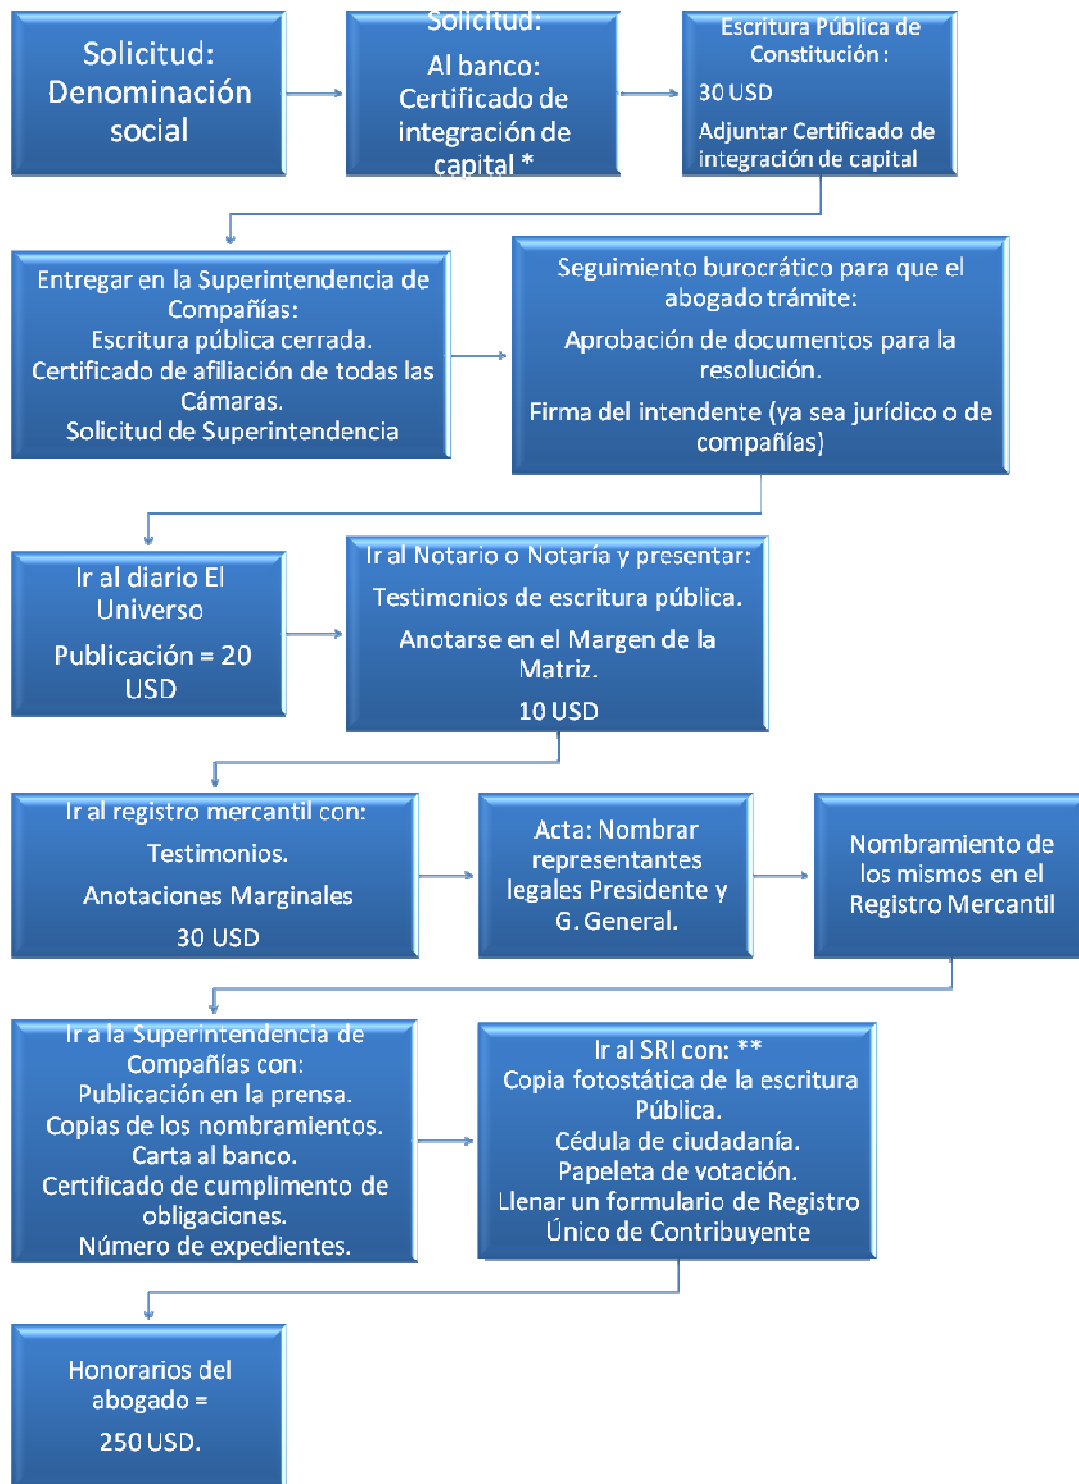 Solicitud:
Denominación
social
Solicitud:
Al banco:
Certificado de
integración de
capital *
Escritura Pública de
Constitución :
30 USD
Adjuntar Certificado de
integración de capital
Entregar en la Superintendencia de
Compañías:
Escritura pública cerrada.
Certificado de afiliación de todas las
Cámaras.
Solicitud de Superintendencia
Seguimiento burocrático para que el
abogado trámite:
Aprobación de documentos para la
resolución.
Firma del intendente (ya sea jurídico o de
compañías)
Ir al diario El
Universo
Publicación = 20
USD
Ir al Notario o Notaría y presentar:
Testimonios de escritura pública.
Anotarse en el Margen de la
Matriz.
10 USD
Ir al registro mercantil con:
Testimonios.
Anotaciones Marginales
30 USD
Acta: Nombrar
representantes
legales Presidente y
G. General.
Nombramiento de
los mismos en el
Registro Mercantil
Ir a la Superintendencia de
Compañías con:
Publicación en la prensa.
Copias de los nombramientos.
Carta al banco.
Certificado de cumplimento de
obligaciones.
Número de expedientes.
Ir al SRI con: **
Copia fotostática de la escritura
Pública.
Cédula de ciudadanía.
Papeleta de votación.
Llenar un formulario de Registro
Único de Contribuyente
Honorarios del
abogado =
250 USD.